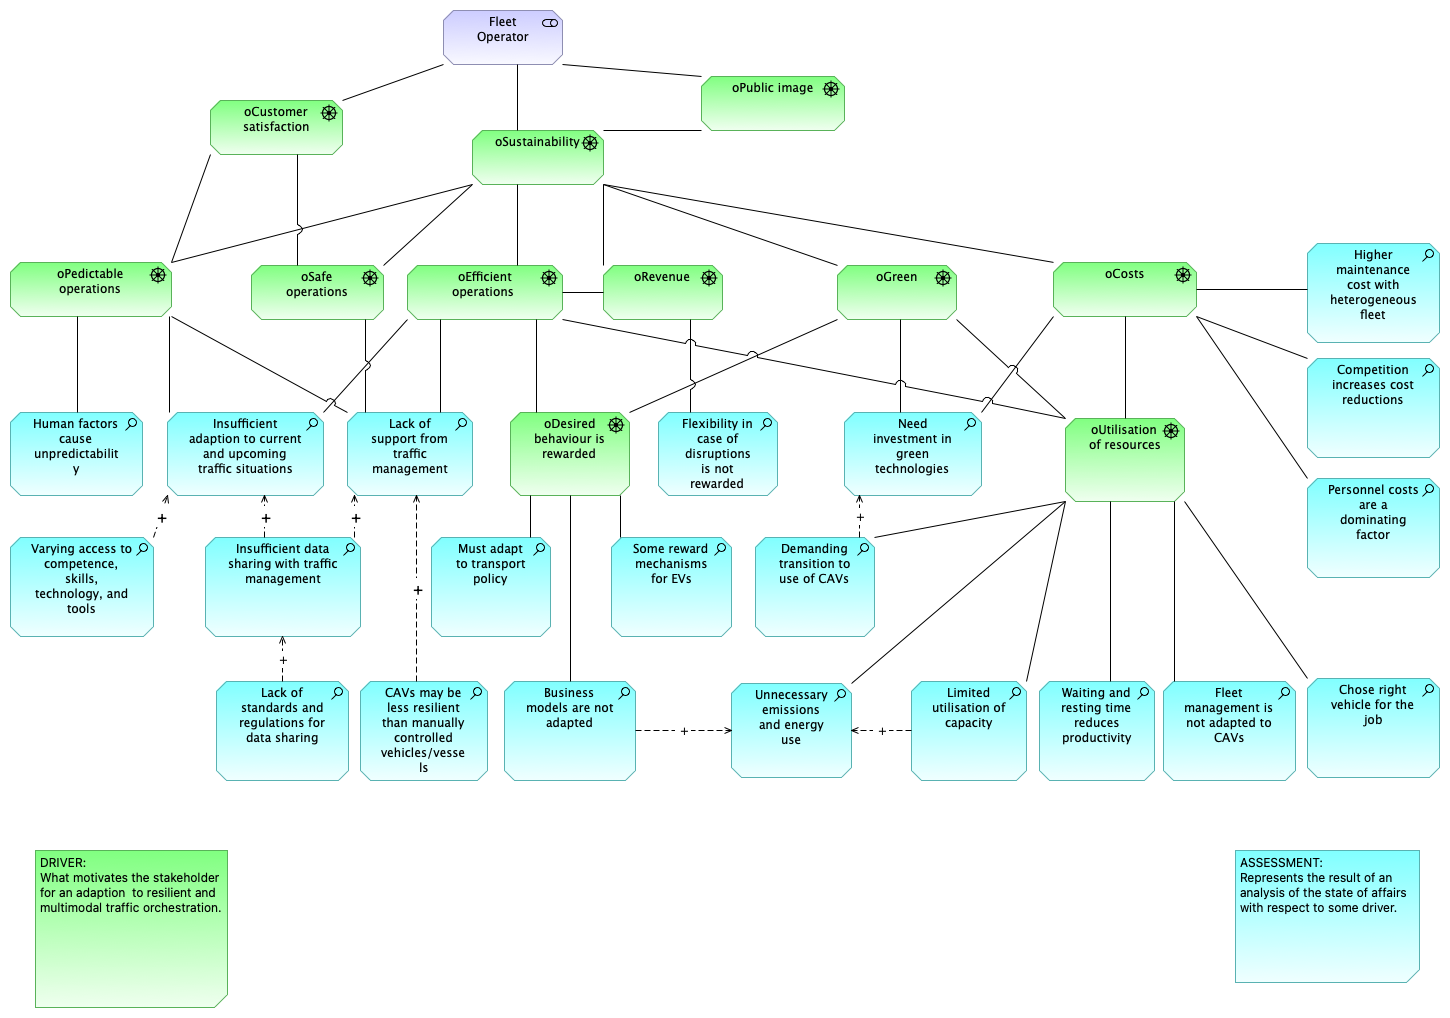 Fleet
Operator
oPublic image
oCustomer
satisfaction
oSustainability
oPedictable
operations
oSafe
operations
oEfficient
operations
oRevenue
oGreen
oCosts
Higher
maintenance
cost with
heterogeneous
fleet
Competition
increases cost
reductions
Personnel costs
are a
dominating
factor
Human factors
cause
unpredictabilit
y
Insufficient
adaption to current
and upcoming
traffic situations
Lack of
support from
traffic
management
oDesired
behaviour is
rewarded
Flexibility in
case of
disruptions
is not
rewarded
Need
investment in
green
technologies
oUtilisation
of resources
+
+
+
+
Varying access to
competence,
skills,
technology, and
tools
Insufficient data
sharing with traffic
management
Must adapt
to transport
policy
Some reward
mechanisms
for EVs
Demanding
transition to
use of CAVs
+
+
Lack of
standards and
regulations for
data sharing
CAVs may be
less resilient
than manually
controlled
vehicles/vesse
ls
Business
models are not
adapted
+
Unnecessary
emissions
and energy
use
+
Limited
utilisation of
capacity
Waiting and
resting time
reduces
productivity
Fleet
management is
not adapted to
CAVs
Chose right
vehicle for the
job
DRIVER:
What motivates the stakeholder
for an adaption  to resilient and
multimodal traffic orchestration.
ASSESSMENT:
Represents the result of an
analysis of the state of affairs
with respect to some driver.